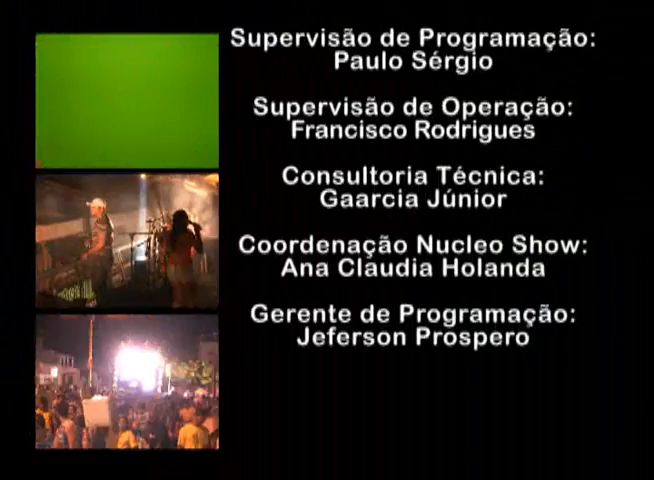 Supervisão de Programação:
Paulo Sérgio
Supervisão de Operação:
Francisco Rodrigues
Consultoria Técnica:
Gaarcia Júnior
Coordenação Nucleo Show:
Ana Claudia Holanda
Gerente de Programação:
Jeferson Prospero